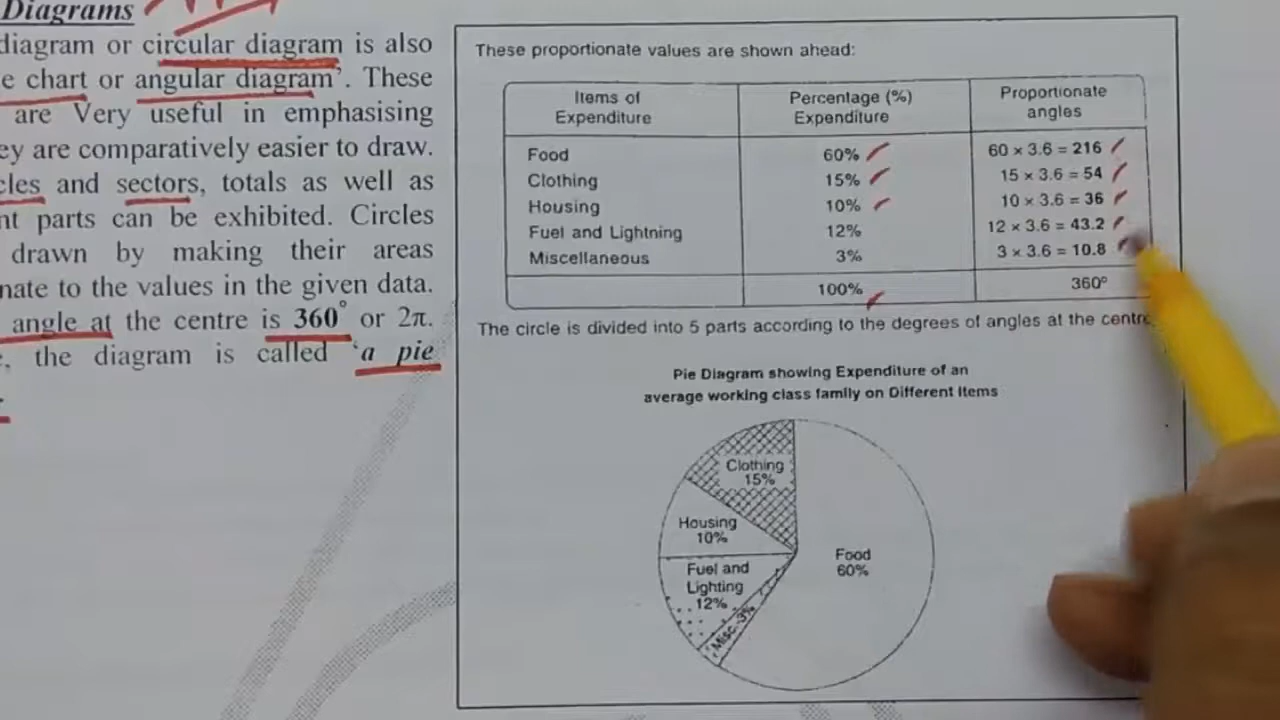 Diagrams
diagram or circular diagram is also
e chart or angular diagram'. These
are Very useful in emphasising
ey are comparatively easier to draw.
cles and sectors, totals as well as
nt parts can be exhibited. Circles
drawn by making their areas
nate to the values in the given data.
angle at the centre is 360° or 2π.
e, the diagram is called 'a pie
These proportionate values are shown ahead:
Items of Expenditure Percentage (%) Expenditure Proportionate angles
Food 60% 60 × 3.6 = 216
Clothing 15% 15 × 3.6 = 54
Housing 10% 10 × 3.6 = 36
Fuel and Lightning 12% 12 × 3.6 = 43.2
Miscellaneous 3% 3 × 3.6 = 10.8
100% 360°
The circle is divided into 5 parts according to the degrees of angles at the centre
Pie Diagram showing Expenditure of an
average working class family on Different Items
Clothing
15%
Housing
10%
Food
60%
Fuel and
Lighting
12%
Misc. 3%